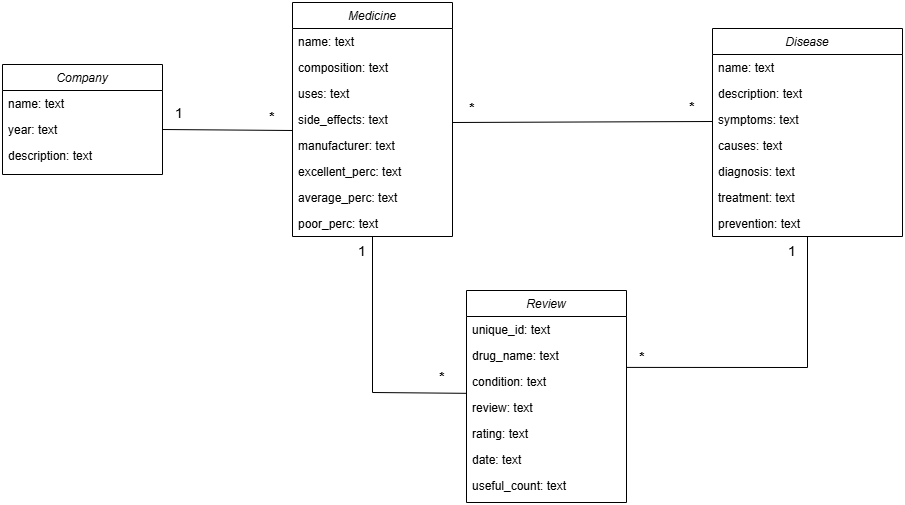 Medicine
name: text
composition: text
uses: text
side_effects: text
manufacturer: text
excellent_perc: text
average_perc: text
poor_perc: text
Disease
name: text
description: text
symptoms: text
causes: text
diagnosis: text
treatment: text
prevention: text
Company
name: text
year: text
description: text
1
*
*
*
1
1
Review
unique_id: text
drug_name: text
condition: text
review: text
rating: text
date: text
useful_count: text
*
*